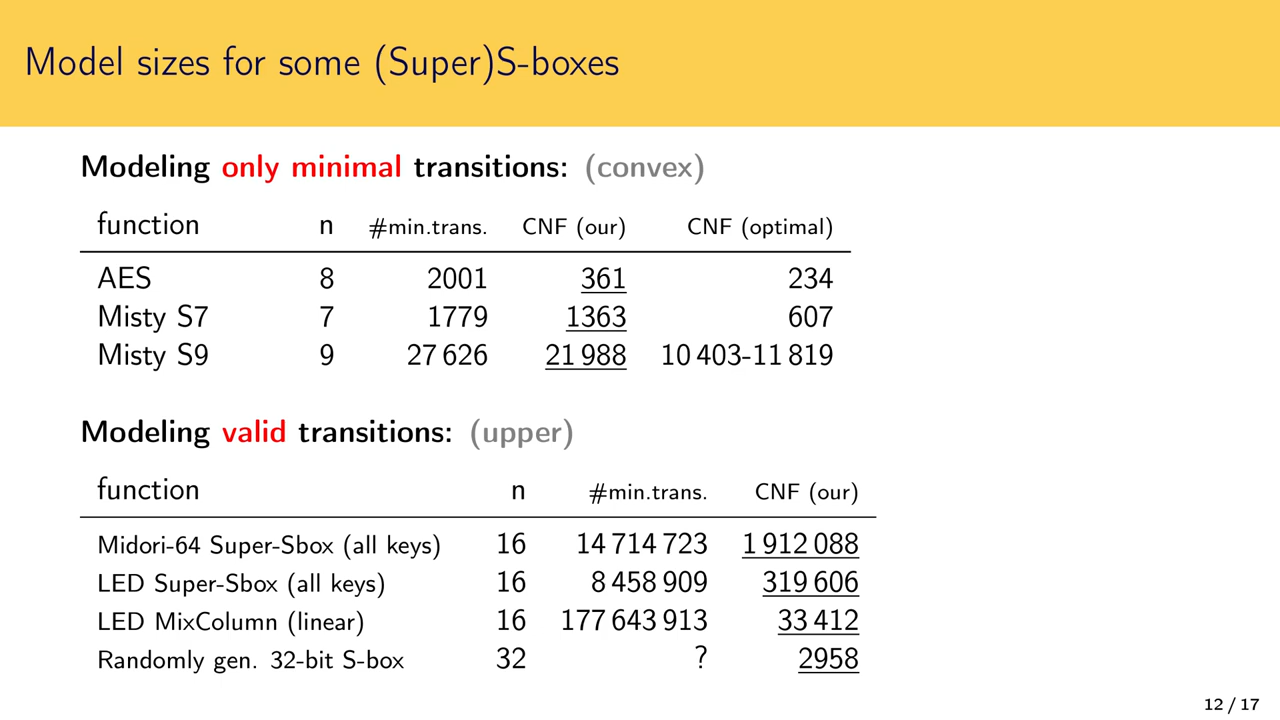 Model sizes for some (Super)S-boxes
Modeling only minimal transitions: (convex)
function n #min.trans. CNF (our) CNF (optimal)
AES 8 2001 361 234
Misty S7 7 1779 1363 607
Misty S9 9 27 626 21 988 10 403-11 819
Modeling valid transitions: (upper)
function n #min.trans. CNF (our)
Midori-64 Super-Sbox (all keys) 16 14 714 723 1 912 088
LED Super-Sbox (all keys) 16 8 458 909 319 606
LED MixColumn (linear) 16 177 643 913 33 412
Randomly gen. 32-bit S-box 32 ? 2958
12 / 17